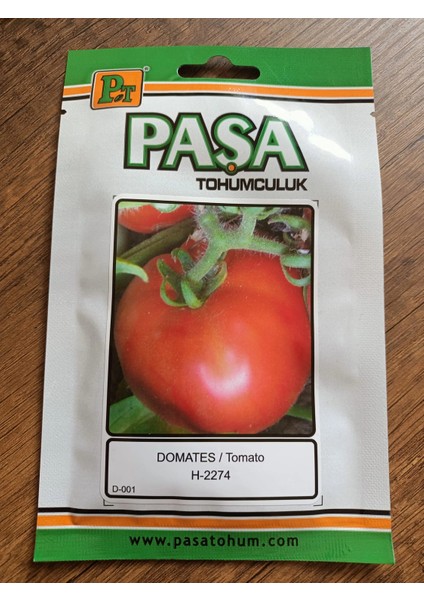 PT
PAŞA
TOHUMCULUK
DOMATES / Tomato
H-2274
D-001
www.pasatohum.com